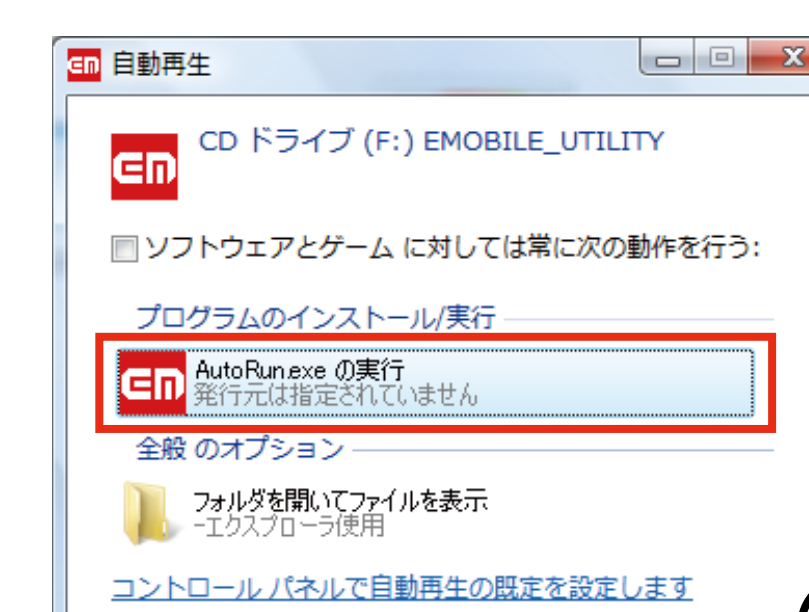 EM 自動再生
EM
CD ドライブ (F:) EMOBILE_UTILITY
ソフトウェアとゲーム に対しては常に次の動作を行う:
プログラムのインストール/実行
EM
AutoRun.exe の実行
発行元は指定されていません
全般 のオプション
フォルダを開いてファイルを表示
-エクスプローラ使用
コントロール パネルで自動再生の既定を設定します